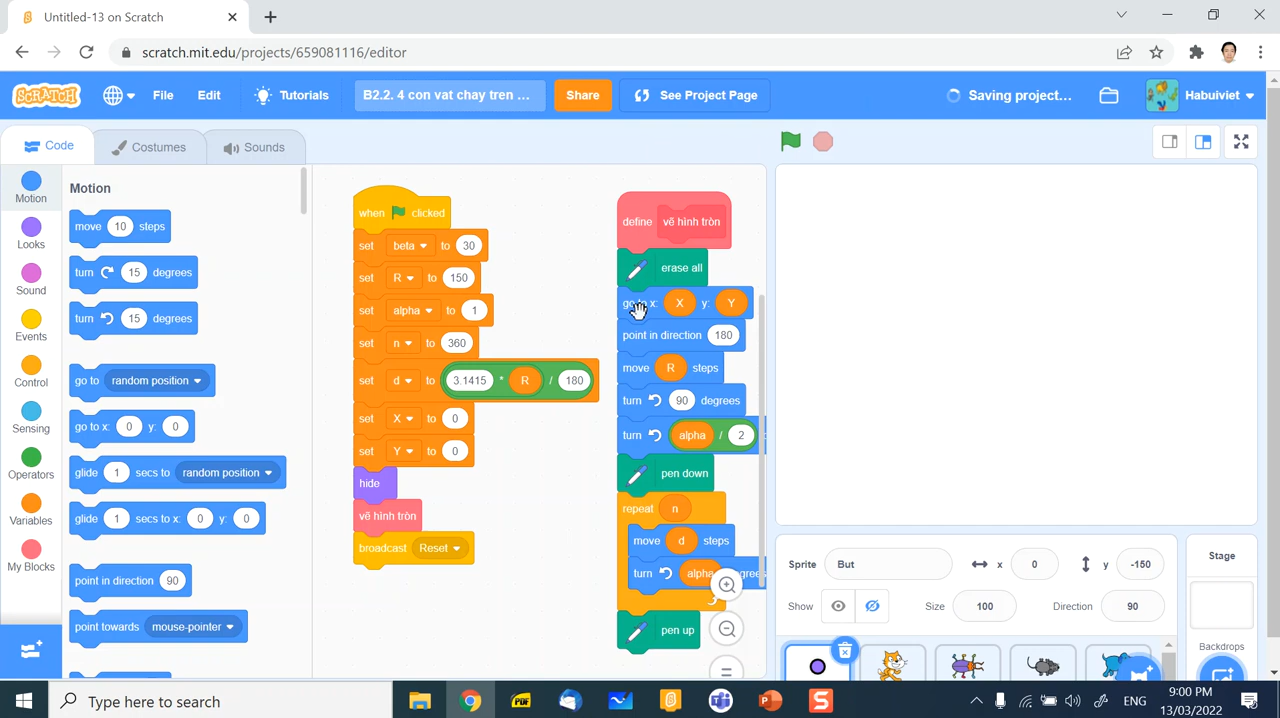 Untitled-13 on Scratch
scratch.mit.edu/projects/659081116/editor
SCRATCH File Edit Tutorials B2.2. 4 con vat chay tren ... Share See Project Page Saving project... Habuiviet
Code Costumes Sounds
Motion
Looks
Sound
Events
Control
Sensing
Operators
Variables
My Blocks
Motion
move 10 steps
turn 15 degrees
turn 15 degrees
go to random position
go to x: 0 y: 0
glide 1 secs to random position
glide 1 secs to x: 0 y: 0
point in direction 90
point towards mouse-pointer
when clicked
set beta to 30
set R to 150
set alpha to 1
set n to 360
set d to 3.1415 * R / 180
set X to 0
set Y to 0
hide
vẽ hình tròn
broadcast Reset
define vẽ hình tròn
erase all
go to x: X y: Y
point in direction 180
move R steps
turn 90 degrees
turn alpha / 2
pen down
repeat n
move d steps
turn alpha
pen up
Sprite But x 0 y -150
Show Size 100 Direction 90
Stage
Backdrops
Type here to search
PDF
ENG
9:00 PM
13/03/2022